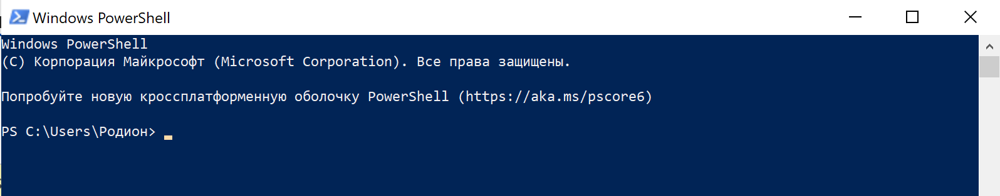 Windows PowerShell
Windows PowerShell
(C) Корпорация Майкрософт (Microsoft Corporation). Все права защищены.
Попробуйте новую кроссплатформенную оболочку PowerShell (https://aka.ms/pscore6)
PS C:\Users\Родион>